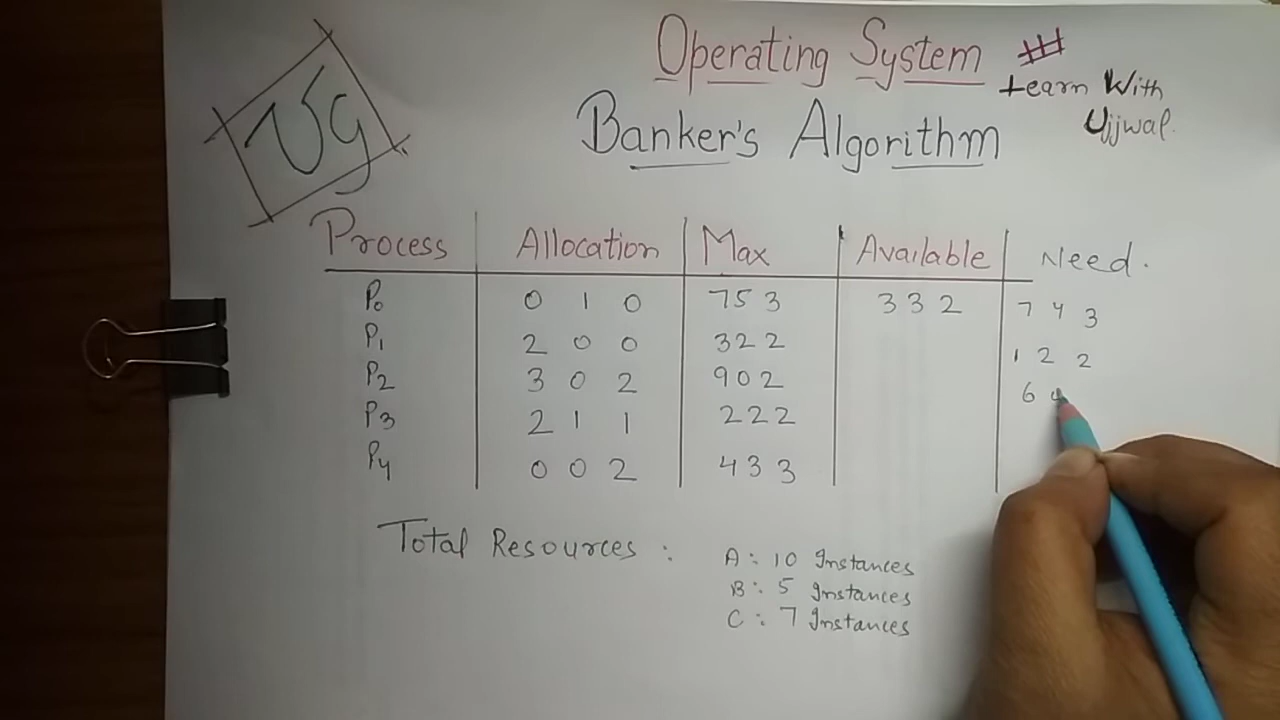 Operating System
Learn With
Ujjwal.
Banker's Algorithm
Process Allocation Max Available Need.
P0 0 1 0 7 5 3 3 3 2 7 4 3
P1 2 0 0 3 2 2 1 2 2
P2 3 0 2 9 0 2 6
P3 2 1 1 2 2 2
P4 0 0 2 4 3 3
Total Resources :
A : 10 Instances
B : 5 Instances
C : 7 Instances